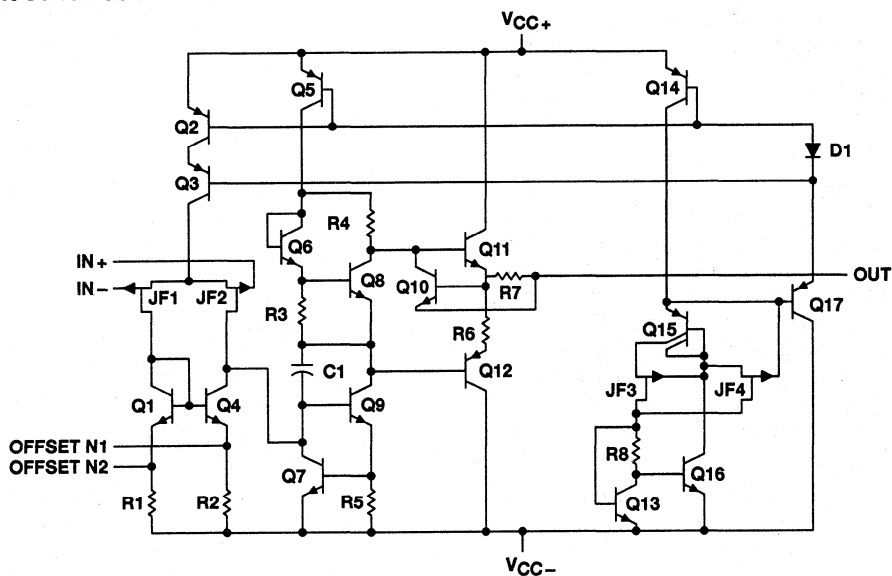 VCC+
Q5
Q14
Q2
D1
Q3
R4
Q6
Q11
IN+
Q8
Q10
R7
OUT
IN−
JF1
JF2
Q17
R3
R6
Q15
C1
Q12
JF3
JF4
Q1
Q4
Q9
OFFSET N1
R8
OFFSET N2
Q7
Q16
R1
R2
R5
Q13
VCC−